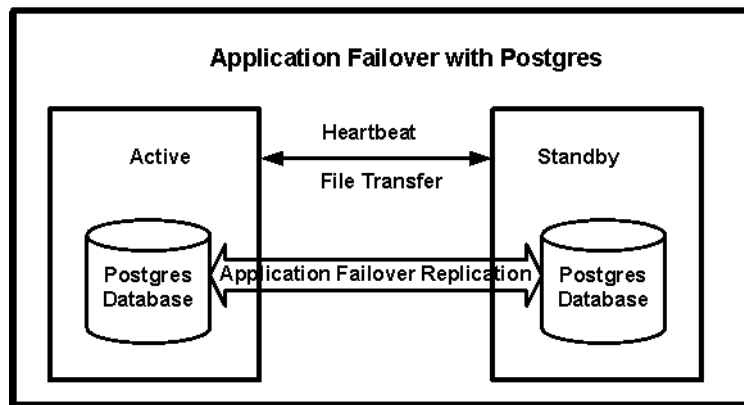 Application Failover with Postgres
Heartbeat
Active
Standby
File Transfer
Application Failover Replication
Postgres
Database
Postgres
Database